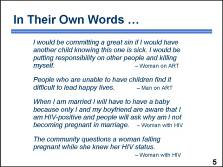 In Their Own Words …
I would be committing a great sin if I would have
another child knowing this one is sick. I would be
putting responsibility on other people and killing
myself. – Woman on ART
People who are unable to have children find it
difficult to lead happy lives. – Man on ART
When I am married I will have to have a baby
because only I and my boyfriend are aware that I
am HIV-positive and people will ask why am I not
becoming pregnant in marriage. – Woman with HIV
The community questions a woman falling
pregnant while she knew her HIV status.
– Woman with HIV
5